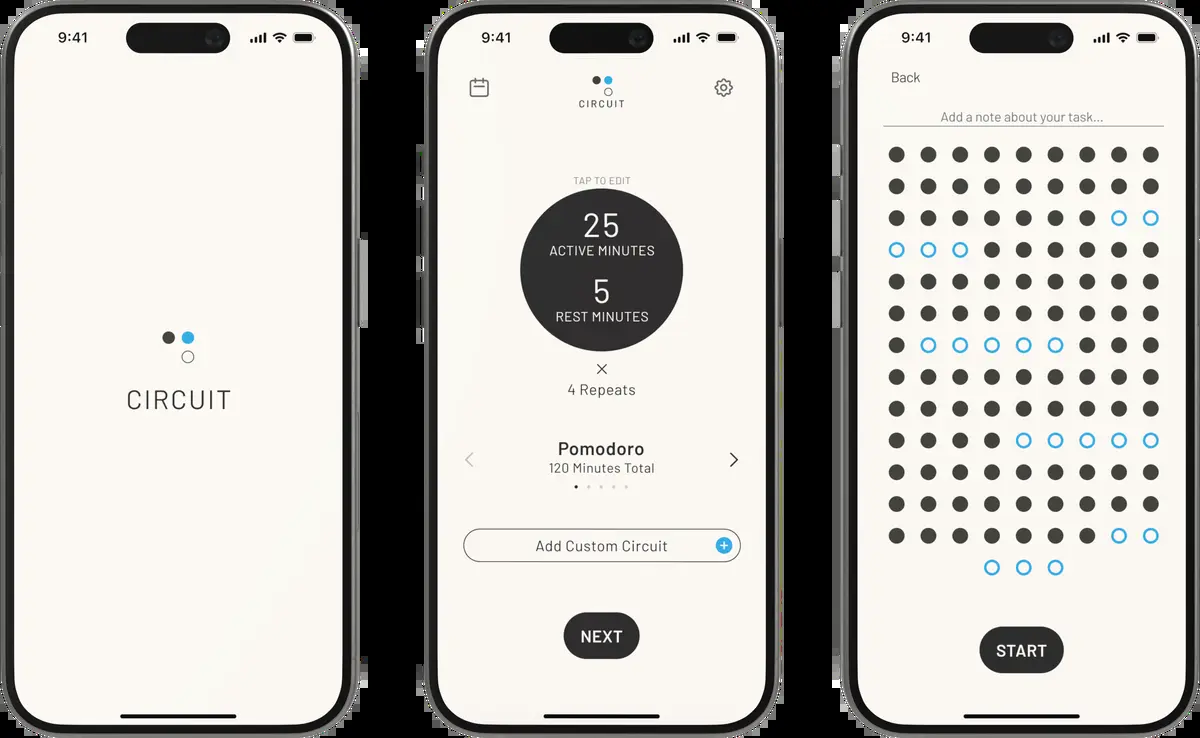 9:41
CIRCUIT
9:41
CIRCUIT
TAP TO EDIT
25
ACTIVE MINUTES
5
REST MINUTES
×
4 Repeats
Pomodoro
120 Minutes Total
Add Custom Circuit
NEXT
9:41
Back
Add a note about your task...
START